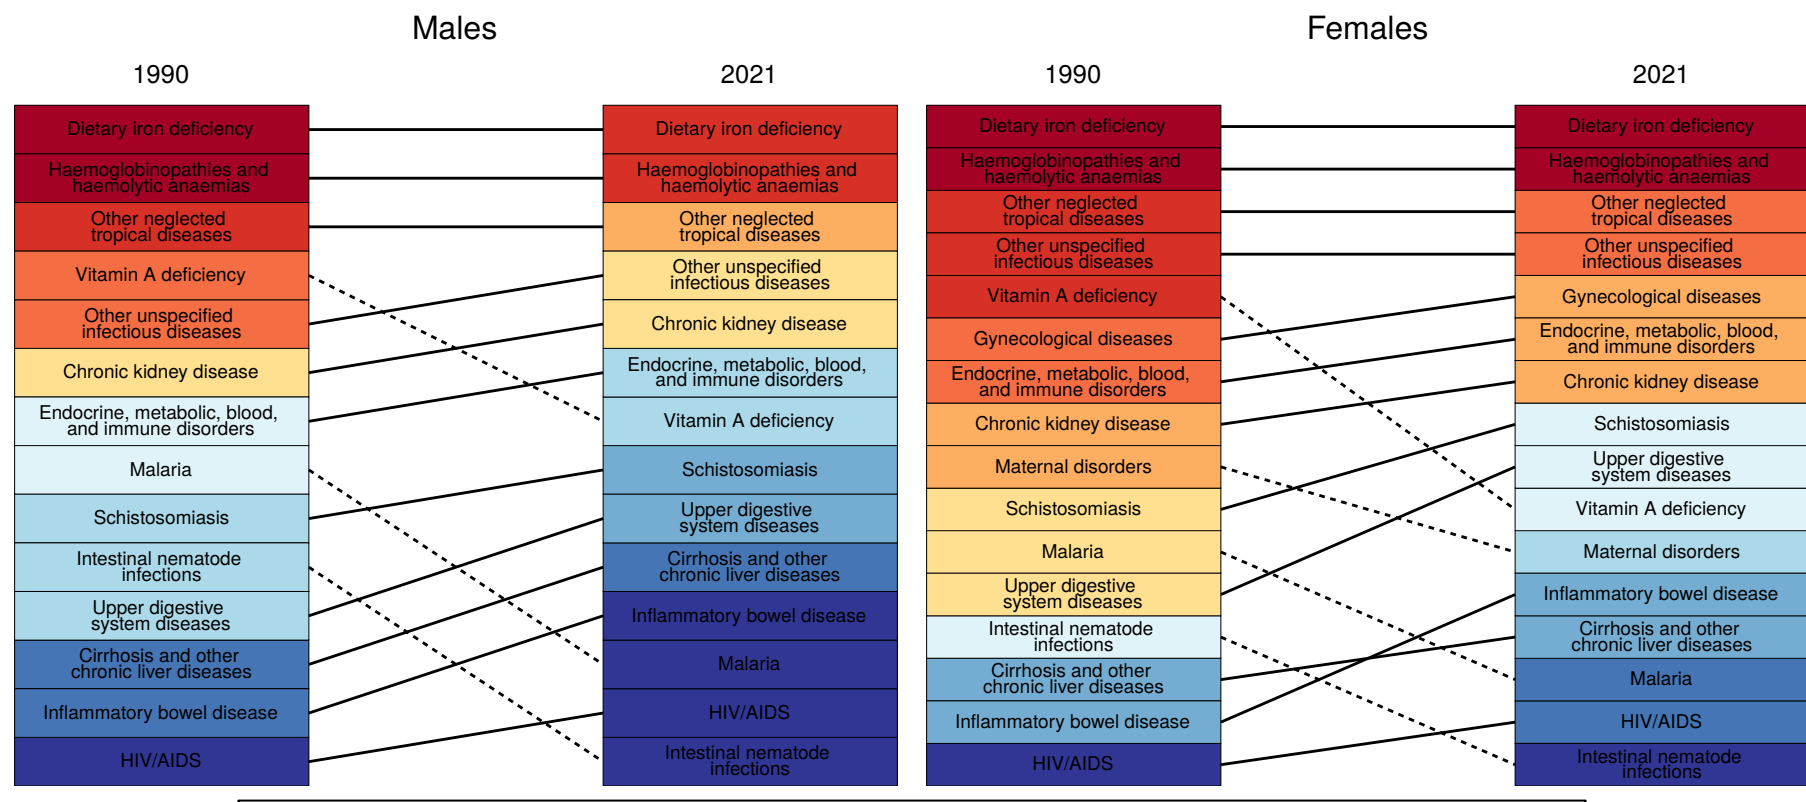 Males
Females
1990
2021
1990
2021
Dietary iron deficiency
Haemoglobinopathies and
haemolytic anaemias
Other neglected
tropical diseases
Vitamin A deficiency
Other unspecified
infectious diseases
Chronic kidney disease
Endocrine, metabolic, blood,
and immune disorders
Malaria
Schistosomiasis
Intestinal nematode
infections
Upper digestive
system diseases
Cirrhosis and other
chronic liver diseases
Inflammatory bowel disease
HIV/AIDS
Dietary iron deficiency
Haemoglobinopathies and
haemolytic anaemias
Other neglected
tropical diseases
Other unspecified
infectious diseases
Chronic kidney disease
Endocrine, metabolic, blood,
and immune disorders
Vitamin A deficiency
Schistosomiasis
Upper digestive
system diseases
Cirrhosis and other
chronic liver diseases
Inflammatory bowel disease
Malaria
HIV/AIDS
Intestinal nematode
infections
Dietary iron deficiency
Haemoglobinopathies and
haemolytic anaemias
Other neglected
tropical diseases
Other unspecified
infectious diseases
Vitamin A deficiency
Gynecological diseases
Endocrine, metabolic, blood,
and immune disorders
Chronic kidney disease
Maternal disorders
Schistosomiasis
Malaria
Upper digestive
system diseases
Intestinal nematode
infections
Cirrhosis and other
chronic liver diseases
Inflammatory bowel disease
HIV/AIDS
Dietary iron deficiency
Haemoglobinopathies and
haemolytic anaemias
Other neglected
tropical diseases
Other unspecified
infectious diseases
Gynecological diseases
Endocrine, metabolic, blood,
and immune disorders
Chronic kidney disease
Schistosomiasis
Upper digestive
system diseases
Vitamin A deficiency
Maternal disorders
Inflammatory bowel disease
Cirrhosis and other
chronic liver diseases
Malaria
HIV/AIDS
Intestinal nematode
infections